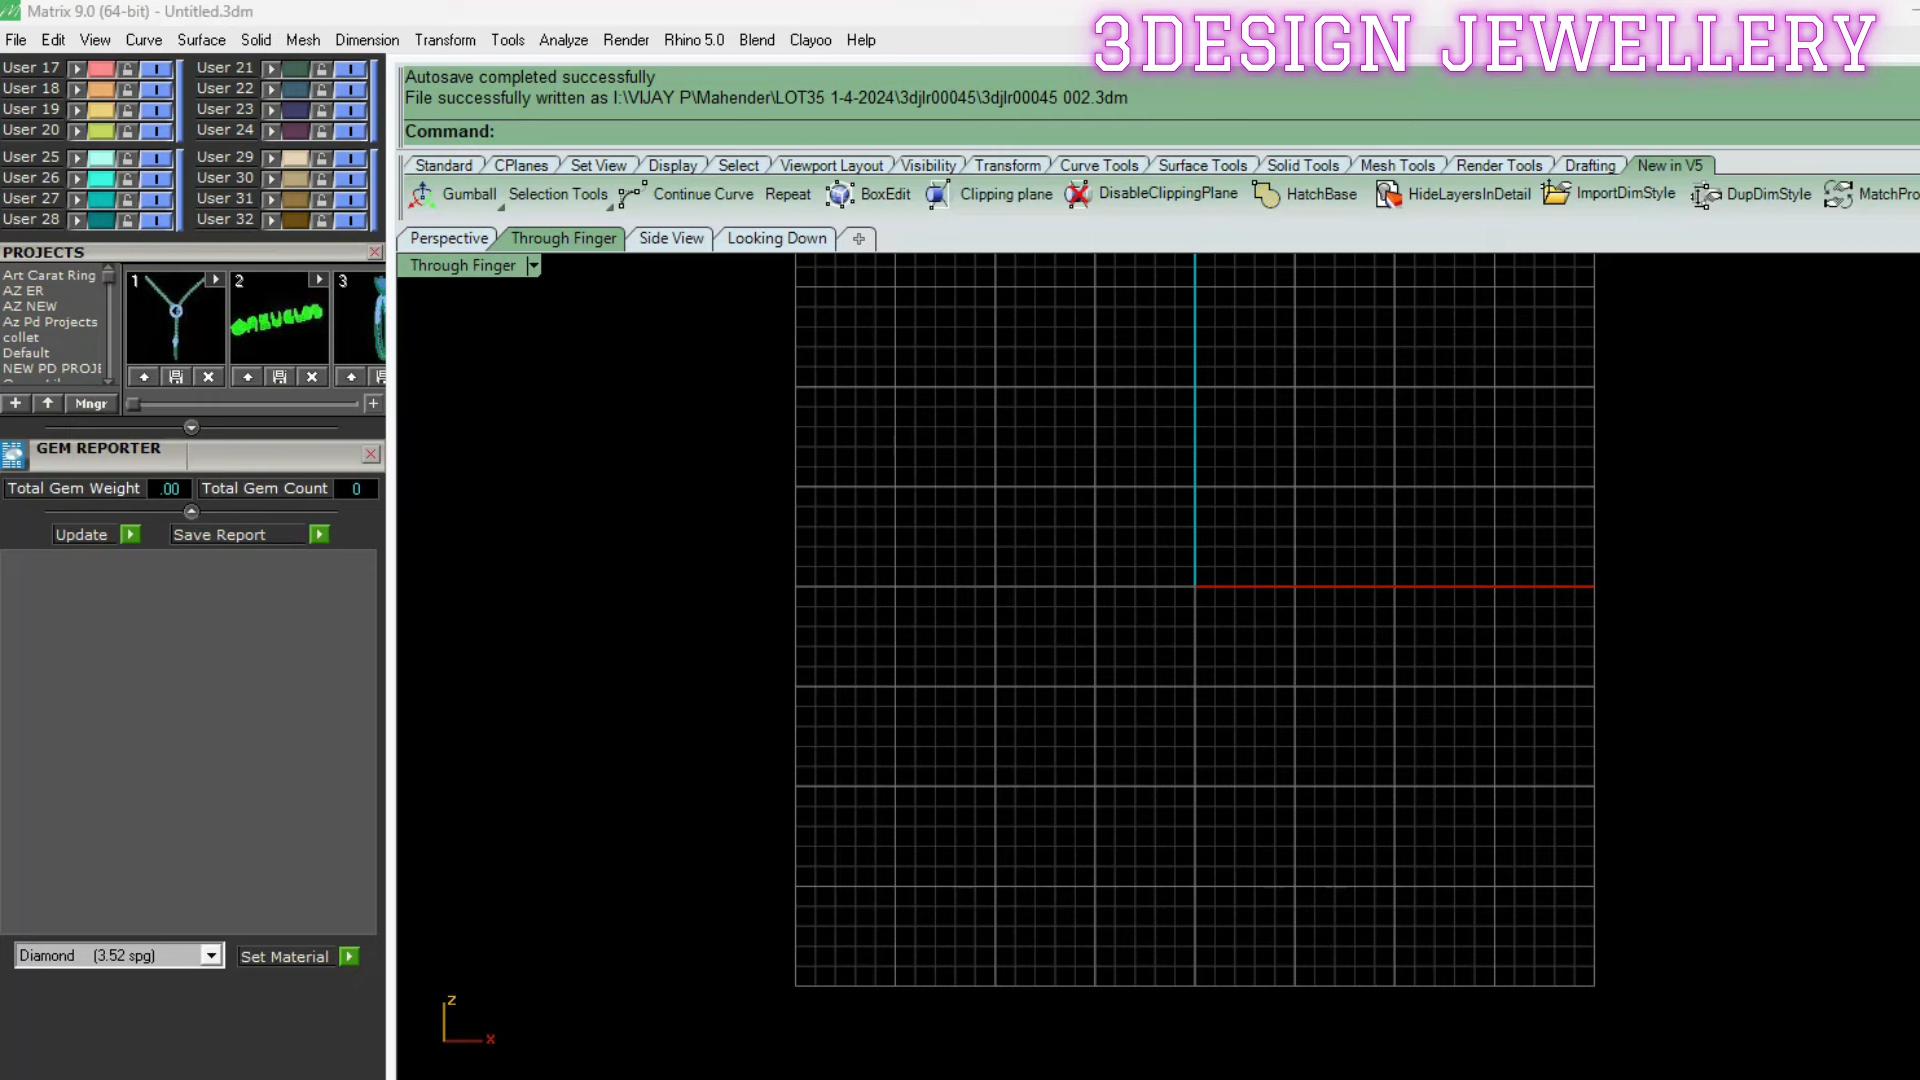 Matrix 9.0 (64-bit) - Untitled.3dm
3DESIGN JEWELLERY
File Edit View Curve Surface Solid Mesh Dimension Transform Tools Analyze Render Rhino 5.0 Blend Clayoo Help
User 17 User 21
User 18 User 22
User 19 User 23
User 20 User 24
User 25 User 29
User 26 User 30
User 27 User 31
User 28 User 32
Autosave completed successfully
File successfully written as I:\VIJAY P\Mahender\LOT35 1-4-2024\3djlr00045\3djlr00045 002.3dm
Command:
Standard CPlanes Set View Display Select Viewport Layout Visibility Transform Curve Tools Surface Tools Solid Tools Mesh Tools Render Tools Drafting New in V5
Gumball Selection Tools Continue Curve Repeat BoxEdit Clipping plane DisableClippingPlane HatchBase HideLayersInDetail ImportDimStyle DupDimStyle MatchPro
Perspective Through Finger Side View Looking Down
Through Finger
PROJECTS
Art Carat Ring
AZ ER
AZ NEW
Az Pd Projects
collet
Default
NEW PD PROJE
1 2 3
Mngr
GEM REPORTER
Total Gem Weight .00 Total Gem Count 0
Update Save Report
Diamond (3.52 spg) Set Material
z
x